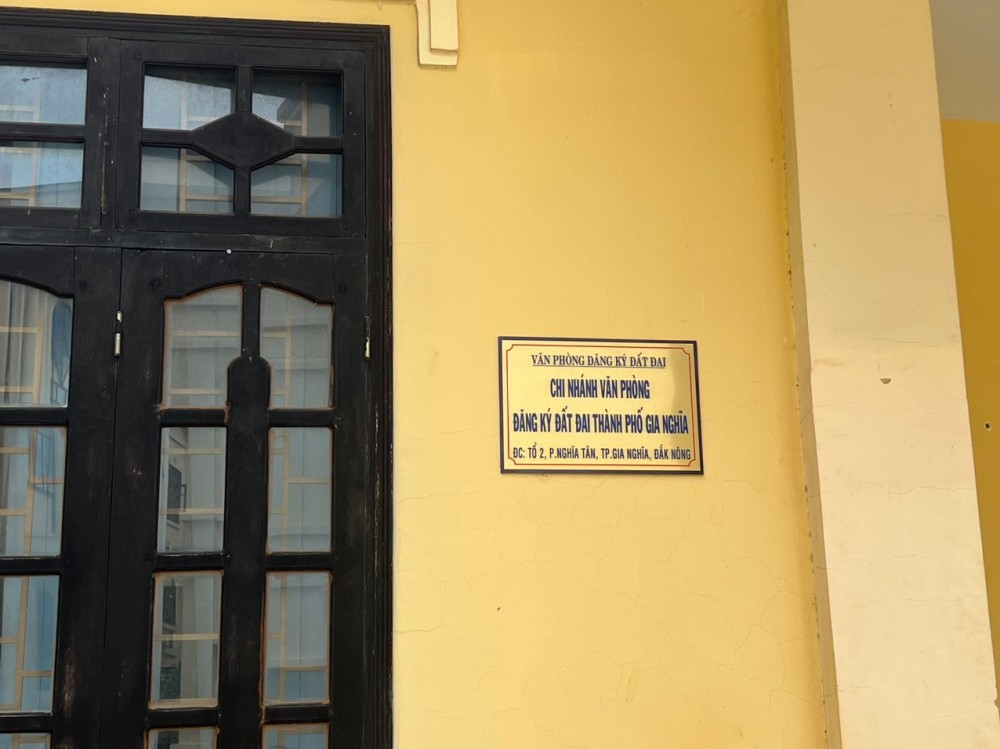 VĂN PHÒNG ĐĂNG KÝ ĐẤT ĐAI
CHI NHÁNH VĂN PHÒNG
ĐĂNG KÝ ĐẤT ĐAI THÀNH PHỐ GIA NGHĨA
ĐC: TỔ 2, P.NGHĨA TÂN, TP.GIA NGHĨA, ĐẮK NÔNG